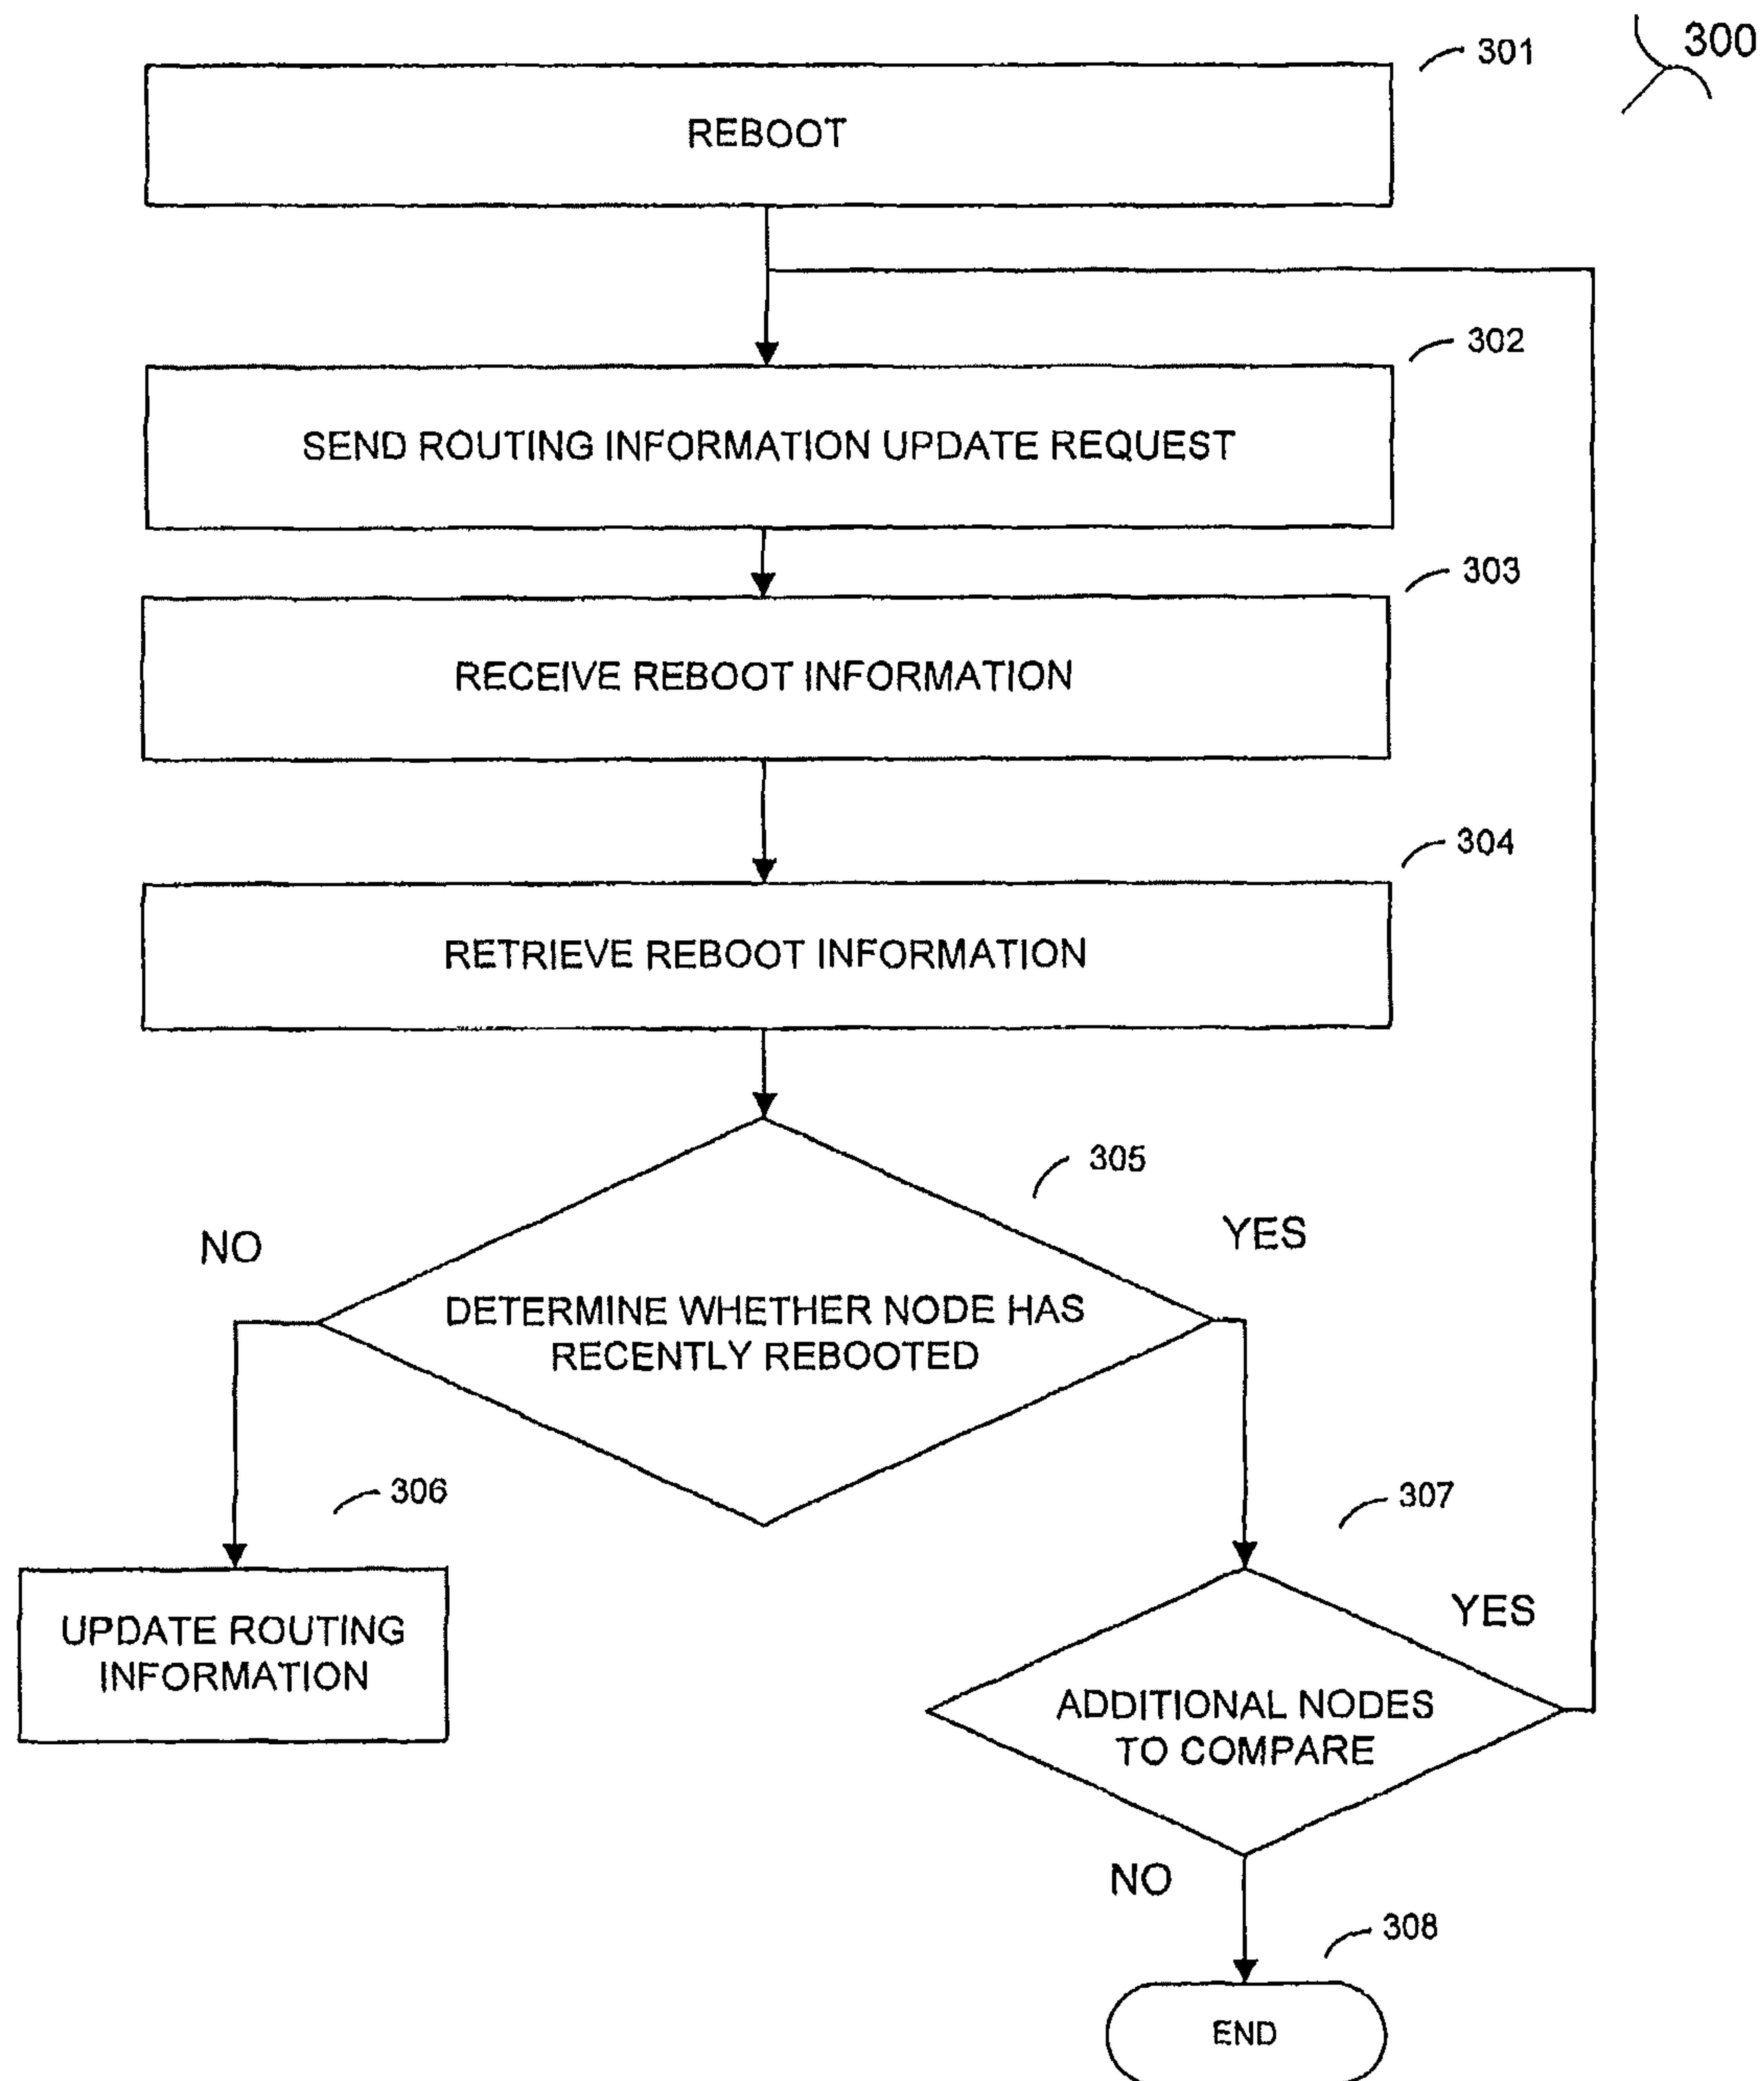 300
301
REBOOT
302
SEND ROUTING INFORMATION UPDATE REQUEST
303
RECEIVE REBOOT INFORMATION
304
RETRIEVE REBOOT INFORMATION
305
NO
YES
DETERMINE WHETHER NODE HAS
RECENTLY REBOOTED
306
307
UPDATE ROUTING
INFORMATION
YES
ADDITIONAL NODES
TO COMPARE
NO
308
END